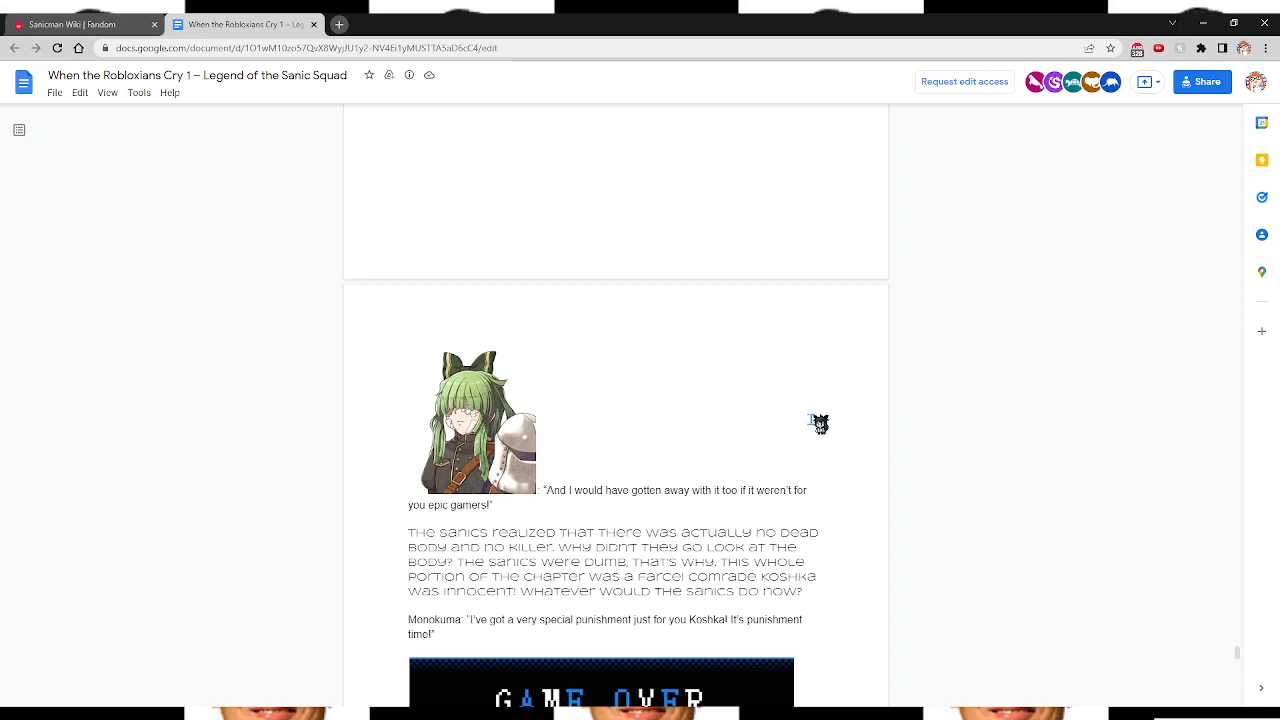 Sanicman Wiki | Fandom
When the Robloxians Cry 1 – Leg
docs.google.com/document/d/1O1wM10zo57QvX8WyjJU1y2-NV4Ei1yMUSTTA5aD6cC4/edit
When the Robloxians Cry 1 – Legend of the Sanic Squad
Request edit access
Share
File Edit View Tools Help
: "And I would have gotten away with it too if it weren't for
you epic gamers!"
The Sanics realized that there was actually no dead
body and no killer. Why didn't they go look at the
body? The Sanics were dumb, that's why. This whole
portion of the chapter was a farce! Comrade Koshka
was innocent! Whatever would the Sanics do now?
Monokuma: "I've got a very special punishment just for you Koshka! It's punishment
time!"
GAME OVER